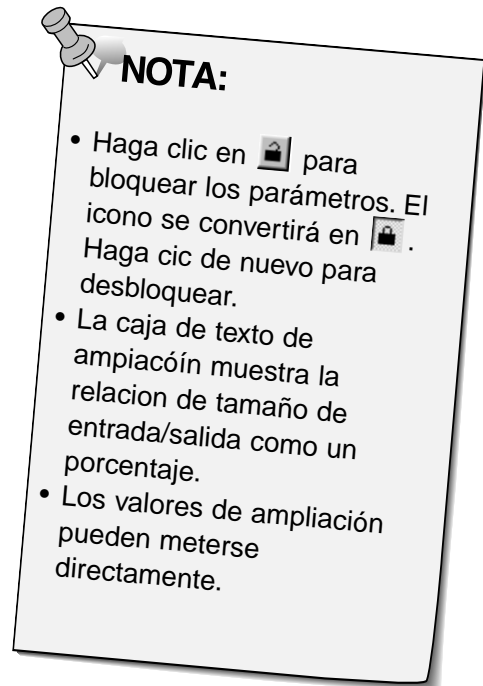 NOTA:
• Haga clic en para
bloquear los parámetros. El
icono se convertirá en .
Haga cic de nuevo para
desbloquear.
• La caja de texto de
ampiacóín muestra la
relacion de tamaño de
entrada/salida como un
porcentaje.
• Los valores de ampliación
pueden meterse
directamente.